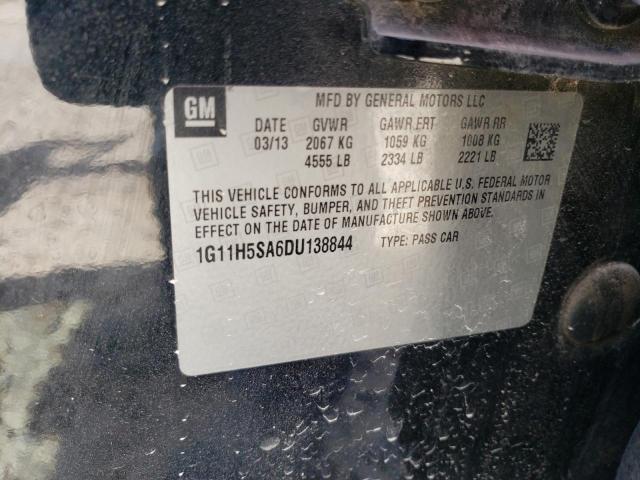 GM
MFD BY GENERAL MOTORS LLC
DATE GVWR GAWR FRT GAWR RR
03/13 2067 KG 1059 KG 1008 KG
4555 LB 2334 LB 2221 LB
THIS VEHICLE CONFORMS TO ALL APPLICABLE U.S. FEDERAL MOTOR
VEHICLE SAFETY, BUMPER, AND THEFT PREVENTION STANDARDS IN
EFFECT ON THE DATE OF MANUFACTURE SHOWN ABOVE.
1G11H5SA6DU138844 TYPE: PASS CAR